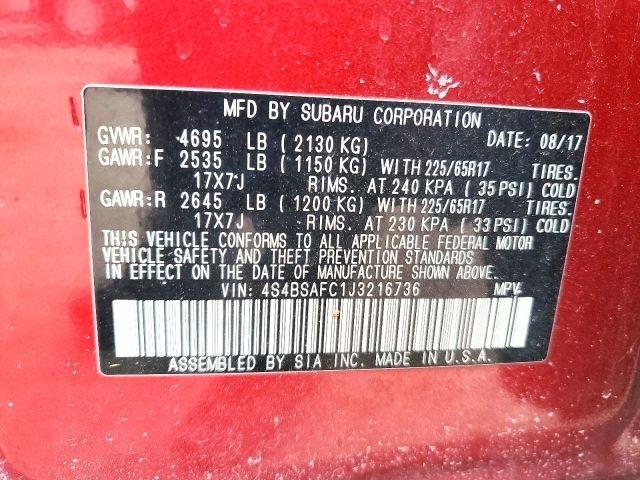 MFD BY SUBARU CORPORATION
GVWR: 4695 LB ( 2130 KG) DATE: 08/17
GAWR:F 2535 LB ( 1150 KG) WITH 225/65R17 TIRES.
17X7J RIMS. AT 240 KPA ( 35 PSI) COLD
GAWR:R 2645 LB ( 1200 KG) WITH 225/65R17 TIRES.
17X7J RIMS. AT 230 KPA ( 33 PSI) COLD
THIS VEHICLE CONFORMS TO ALL APPLICABLE FEDERAL MOTOR
VEHICLE SAFETY AND THEFT PREVENTION STANDARDS
IN EFFECT ON THE DATE OF MANUFACTURE SHOWN ABOVE.
VIN: 4S4BSAFC1J3216736 MPV
ASSEMBLED BY SIA INC. MADE IN U.S.A.